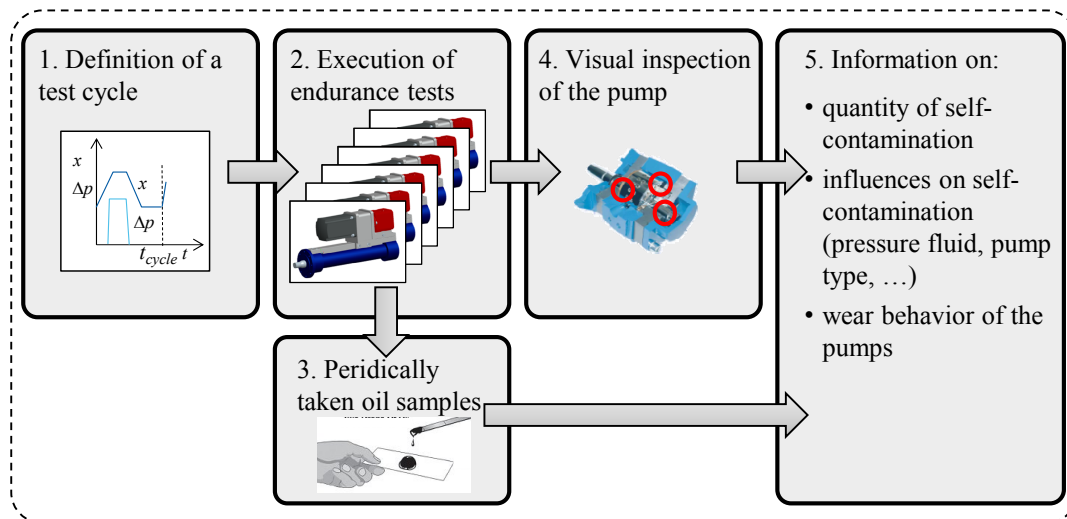 1. Definition of a
test cycle
x
Δp
x
Δp
t_cycle t
2. Execution of
endurance tests
3. Peridically
taken oil samples
4. Visual inspection
of the pump
5. Information on:
• quantity of self-
contamination
• influences on self-
contamination
(pressure fluid, pump
type, …)
• wear behavior of the
pumps